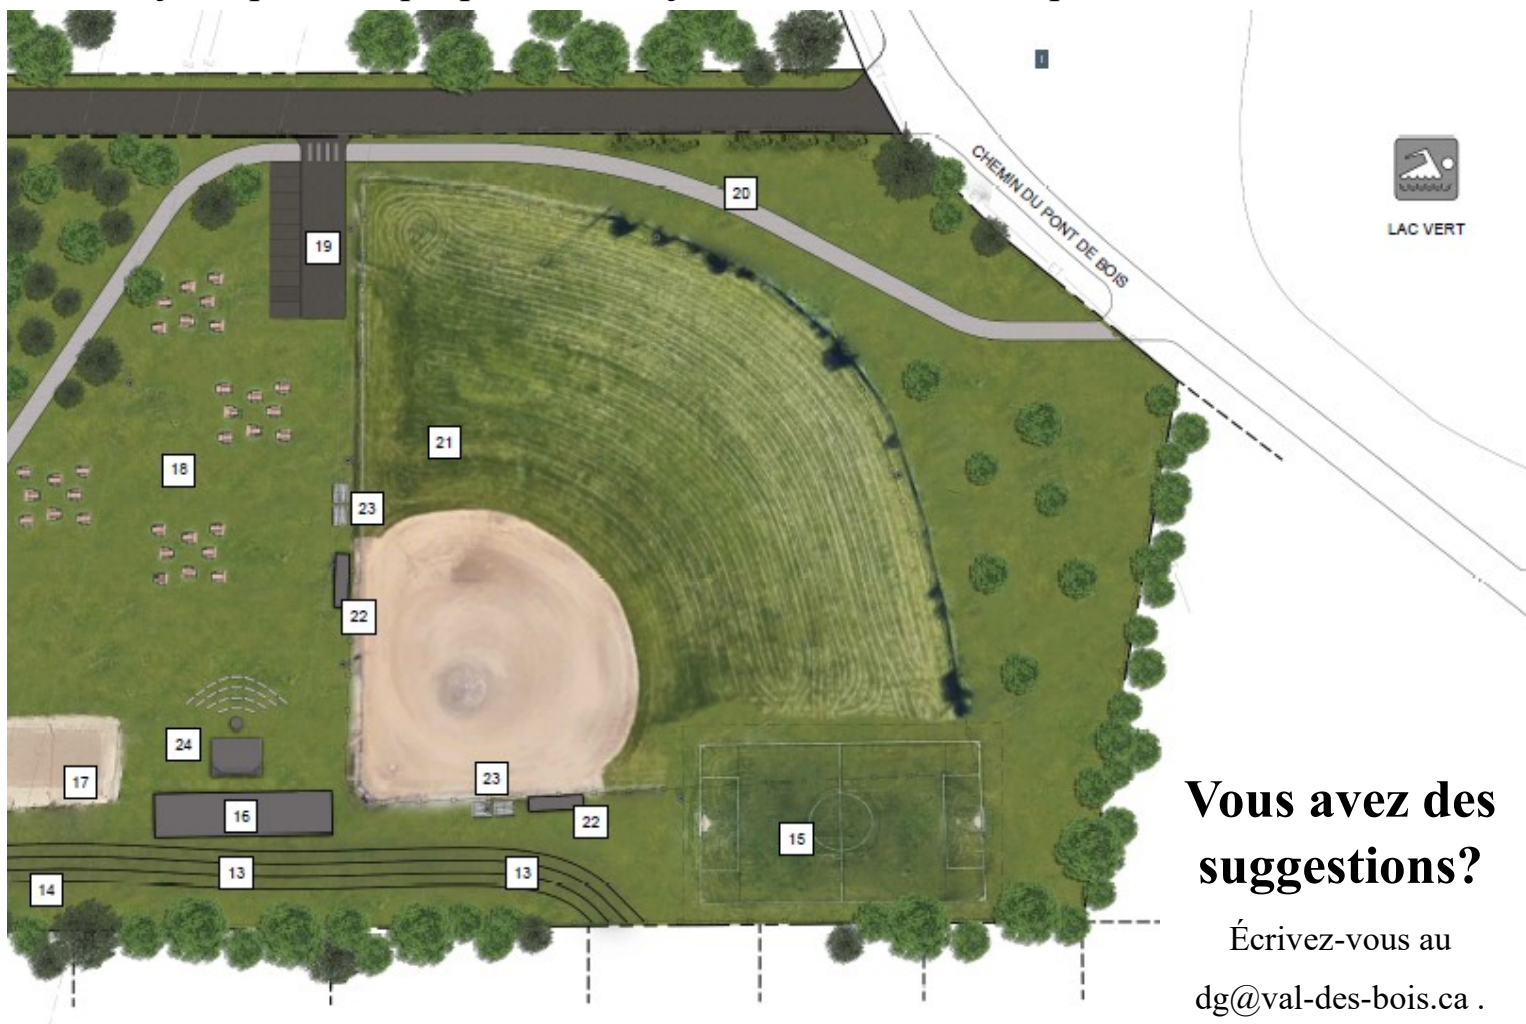 20
CHEMIN DU PONT DE BOIS
LAC VERT
19
21
18
23
22
24
23
17
16
22
15
13
13
14
Vous avez des
suggestions?
Écrivez-vous au
dg@val-des-bois.ca .